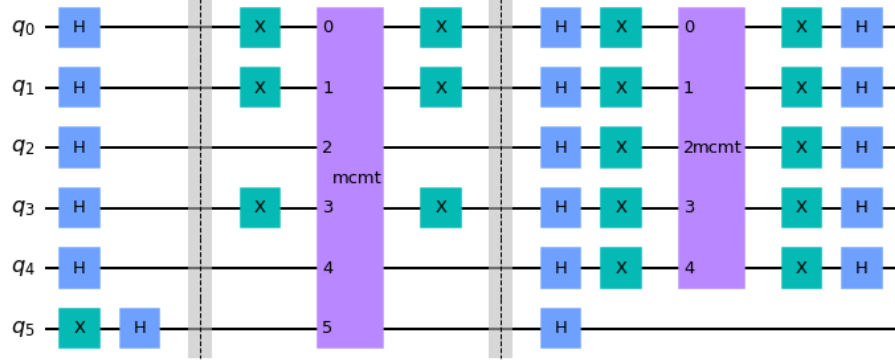 q0 H X 0 X H X 0 X H
q1 H X 1 X H X 1 X H
q2 H 2 H X 2mcmt X H
mcmt
q3 H X 3 X H X 3 X H
q4 H 4 H X 4 X H
q5 X H 5 H